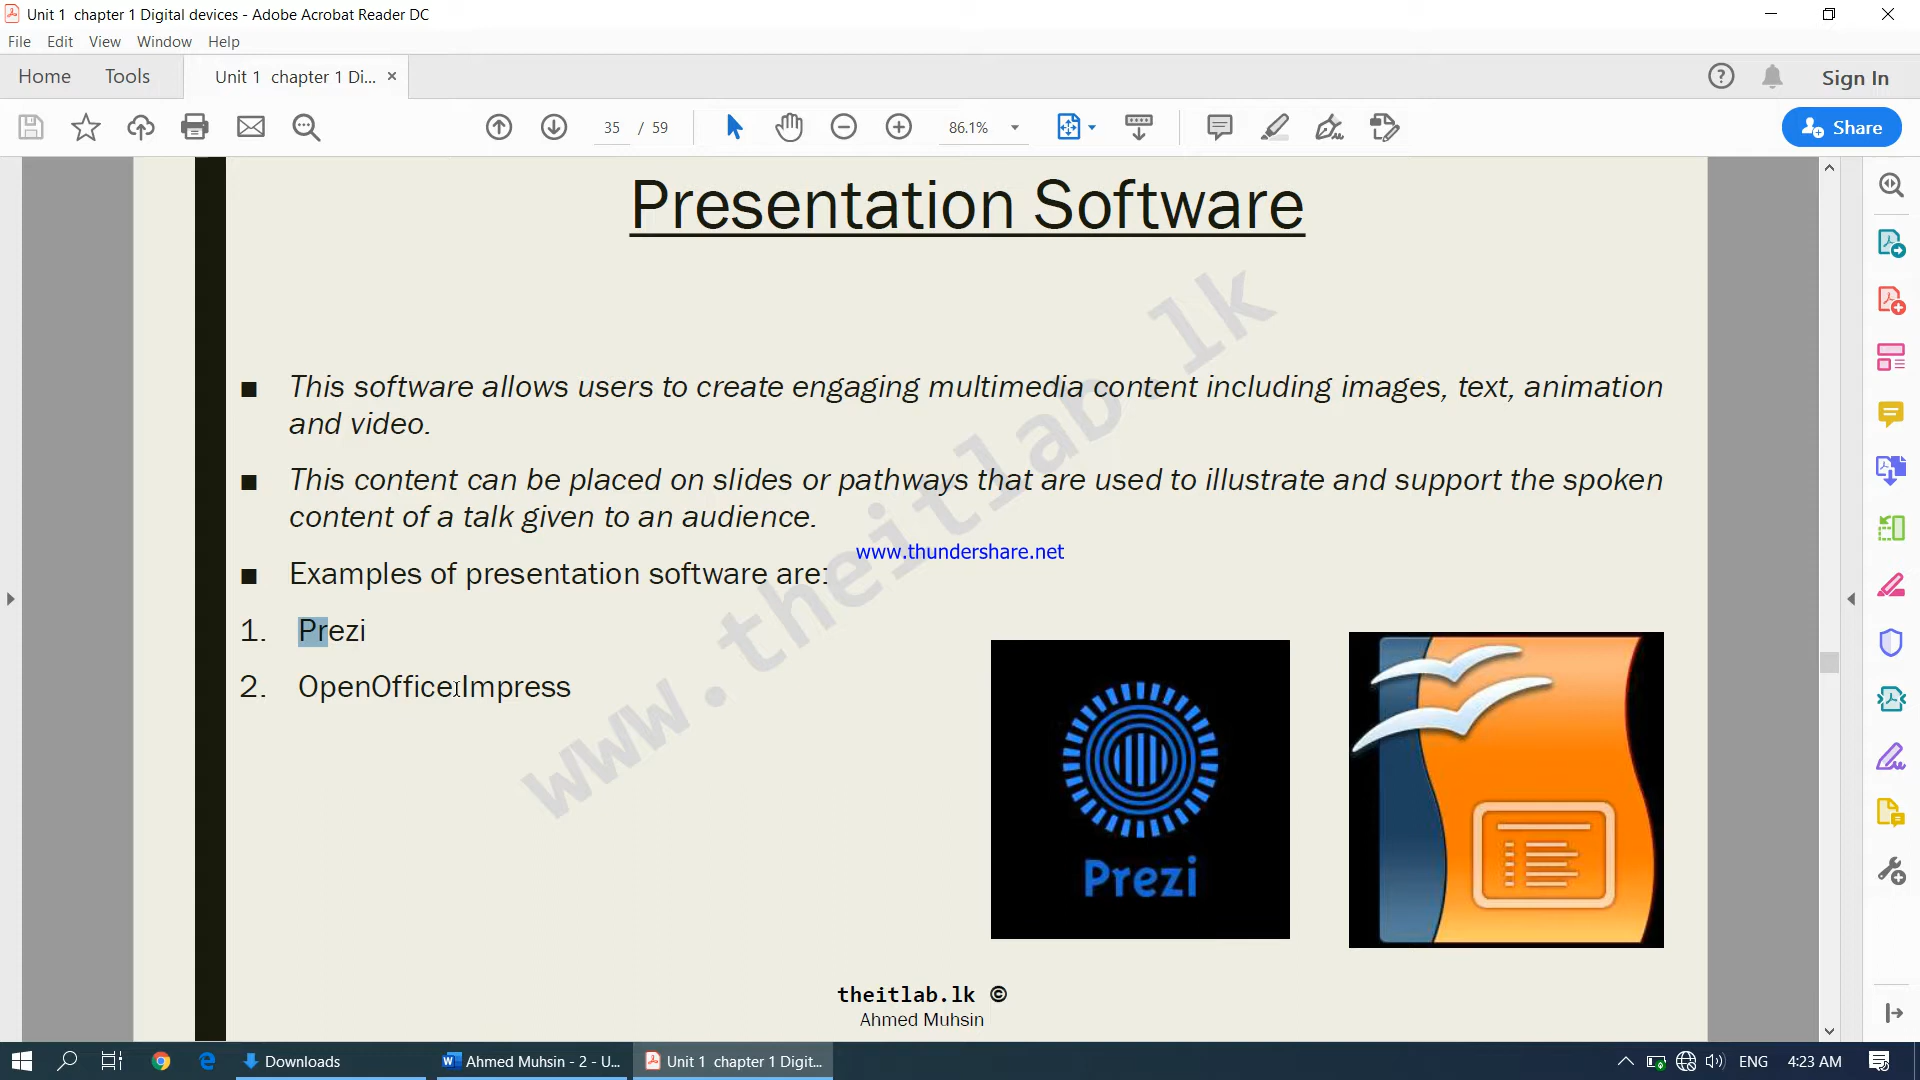 Unit 1  chapter 1 Digital devices - Adobe Acrobat Reader DC
File Edit View Window Help
Home Tools Unit 1  chapter 1 Di... × Sign In
35 / 59 86.1% Share
Presentation Software
■ This software allows users to create engaging multimedia content including images, text, animation
and video.
■ This content can be placed on slides or pathways that are used to illustrate and support the spoken
content of a talk given to an audience.
www.thundershare.net
■ Examples of presentation software are:
1. Prezi
2. OpenOffice Impress
www.theitlab.lk
Prezi
theitlab.lk ©
Ahmed Muhsin
Downloads Ahmed Muhsin - 2 - U... Unit 1  chapter 1 Digit... ENG 4:23 AM